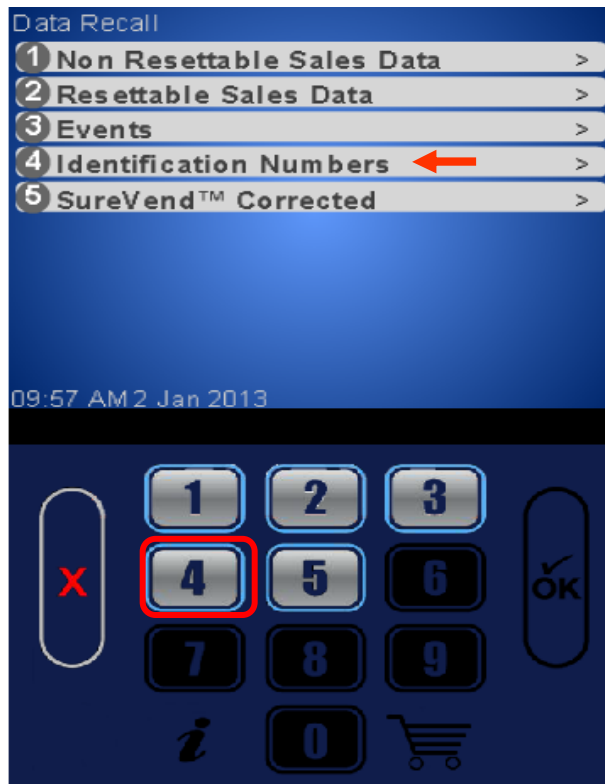 Data Recall
1 Non Resettable Sales Data >
2 Resettable Sales Data >
3 Events >
4 Identification Numbers >
5 SureVend™ Corrected >
09:57 AM 2 Jan 2013
1 2 3
X 4 5 6 OK
7 8 9
i 0